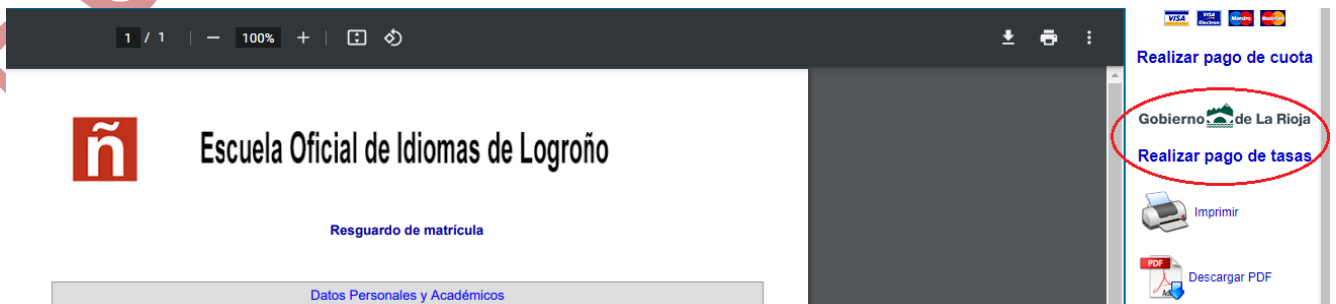 1 / 1
100%
ñ
Escuela Oficial de Idiomas de Logroño
Resguardo de matrícula
Datos Personales y Académicos
VISA VISA Electron Maestro MasterCard
Realizar pago de cuota
Gobierno de La Rioja
Realizar pago de tasas
Imprimir
PDF
Descargar PDF